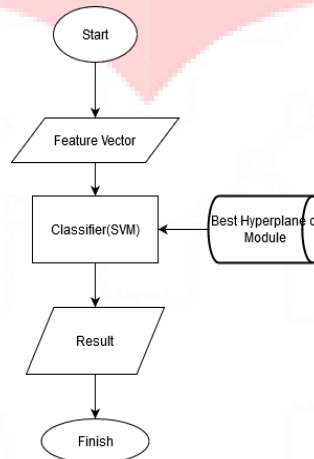 Start
Feature Vector
Classifier(SVM)
Best Hyperplane
Module
Result
Finish